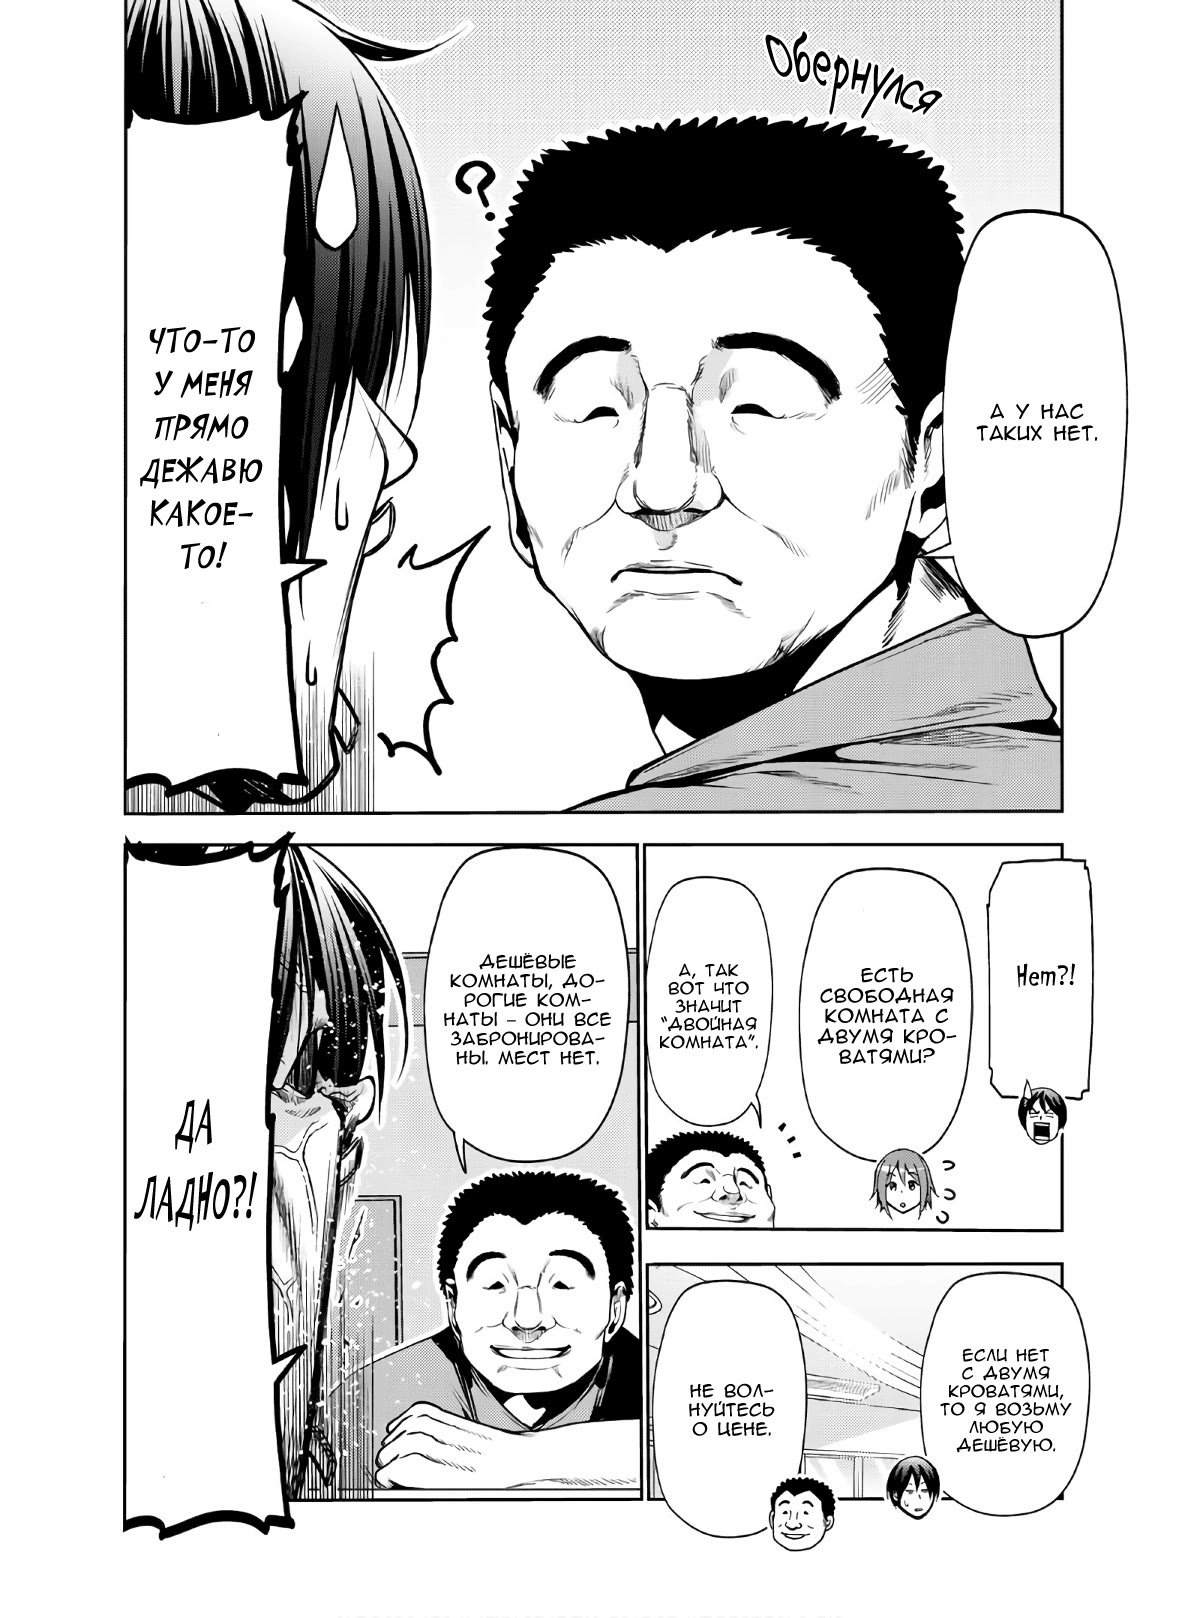 Обернулся
?
А У НАС
ТАКИХ НЕТ.
ЧТО-ТО
У МЕНЯ
ПРЯМО
ДЕЖАВЮ
КАКОЕ-
ТО!
Нет?!
ЕСТЬ
СВОБОДНАЯ
КОМНАТА С
ДВУМЯ КРО-
ВАТЯМИ?
А, ТАК
ВОТ ЧТО
ЗНАЧИТ
"ДВОЙНАЯ
КОМНАТА".
ЕСЛИ НЕТ
С ДВУМЯ
КРОВАТЯМИ,
ТО Я ВОЗЬМУ
ЛЮБУЮ
ДЕШЁВУЮ.
НЕ ВОЛ-
НУЙТЕСЬ
О ЦЕНЕ.
ДЕШЁВЫЕ
КОМНАТЫ, ДО-
РОГИЕ КОМ-
НАТЫ – ОНИ ВСЕ
ЗАБРОНИРОВА-
НЫ. МЕСТ НЕТ.
ДА
ЛАДНО?!